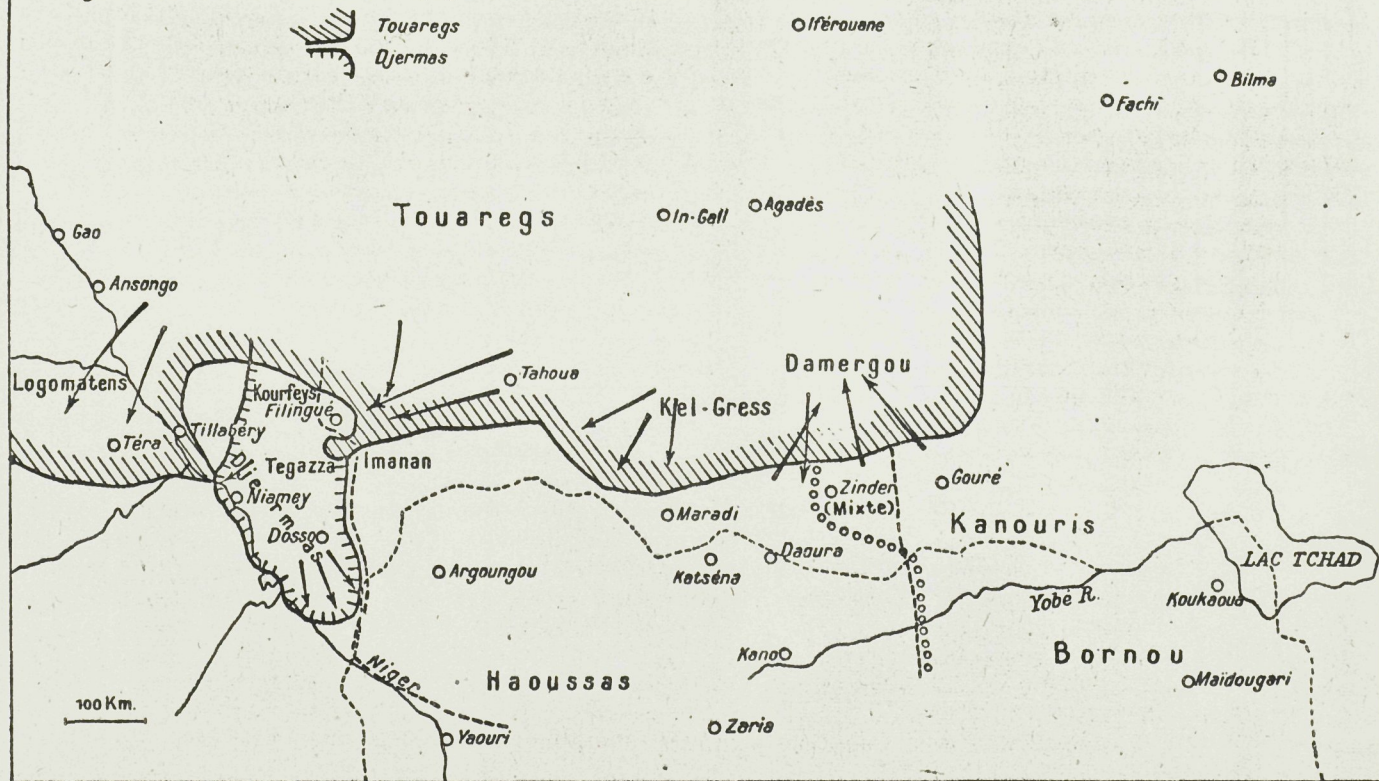 Touaregs
Djermas
Iférouane
Bilma
Fachi
Touaregs
In-Gall
Agadès
Gao
Ansongo
Logomatens
Kourfeys
Filingué
Tahoua
Damergou
Kel-Gress
Tillabéry
Téra
Tegazza
Imanan
Djermas
Niamey
Dosso
Maradi
Zinder
(Mixte)
Gouré
Kanouris
Argoungou
Katséna
Daoura
LAC TCHAD
Yobé R.
Koukaoua
Kano
Bornou
Niger
Haoussas
Maïdougari
100 Km.
Zaria
Yaouri